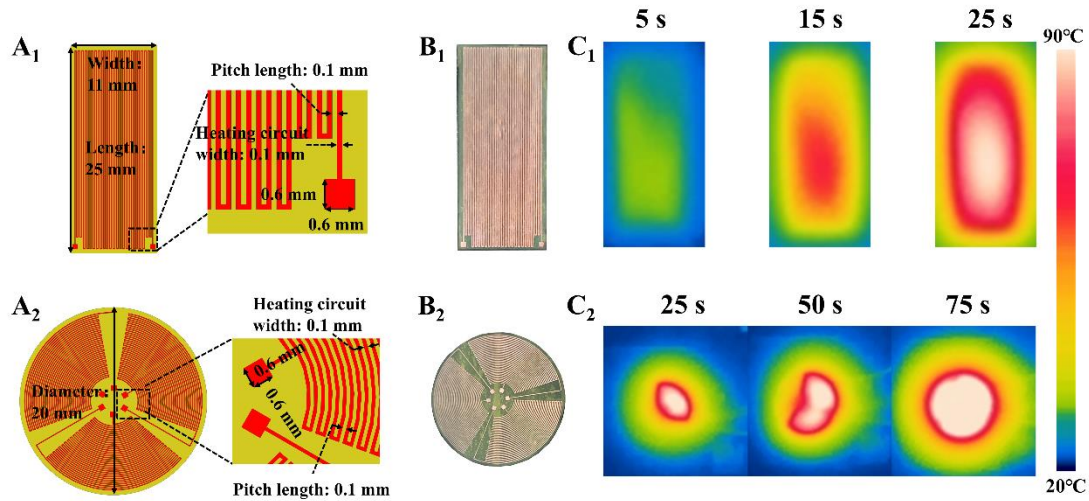 A1
Width:
11 mm
Length:
25 mm
Pitch length: 0.1 mm
Heating circuit
width: 0.1 mm
0.6 mm
0.6 mm
B1
C1
5 s
15 s
25 s
90℃
A2
Diameter:
20 mm
Heating circuit
width: 0.1 mm
0.6 mm
0.6 mm
Pitch length: 0.1 mm
B2
C2
25 s
50 s
75 s
20℃